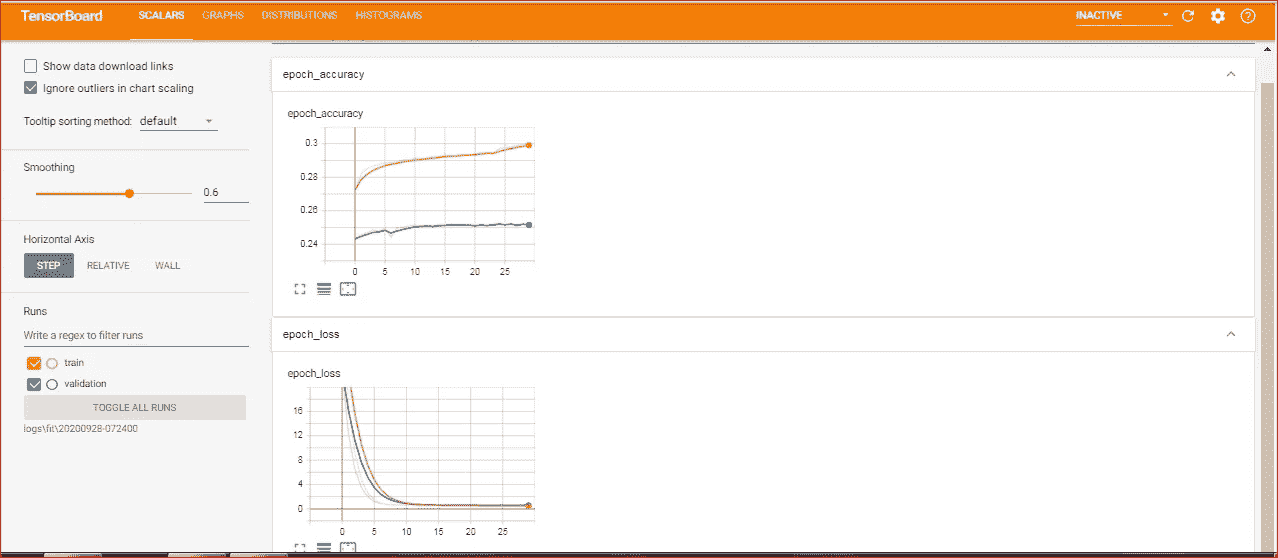 TensorBoard SCALARS GRAPHS DISTRIBUTIONS HISTOGRAMS INACTIVE
Show data download links
Ignore outliers in chart scaling
Tooltip sorting method: default
Smoothing
0.6
Horizontal Axis
STEP RELATIVE WALL
Runs
Write a regex to filter runs
train
validation
TOGGLE ALL RUNS
logs\fit\20200928-072400
epoch_accuracy
epoch_accuracy
0.3
0.28
0.26
0.24
0 5 10 15 20 25
epoch_loss
epoch_loss
16
12
8
4
0
0 5 10 15 20 25